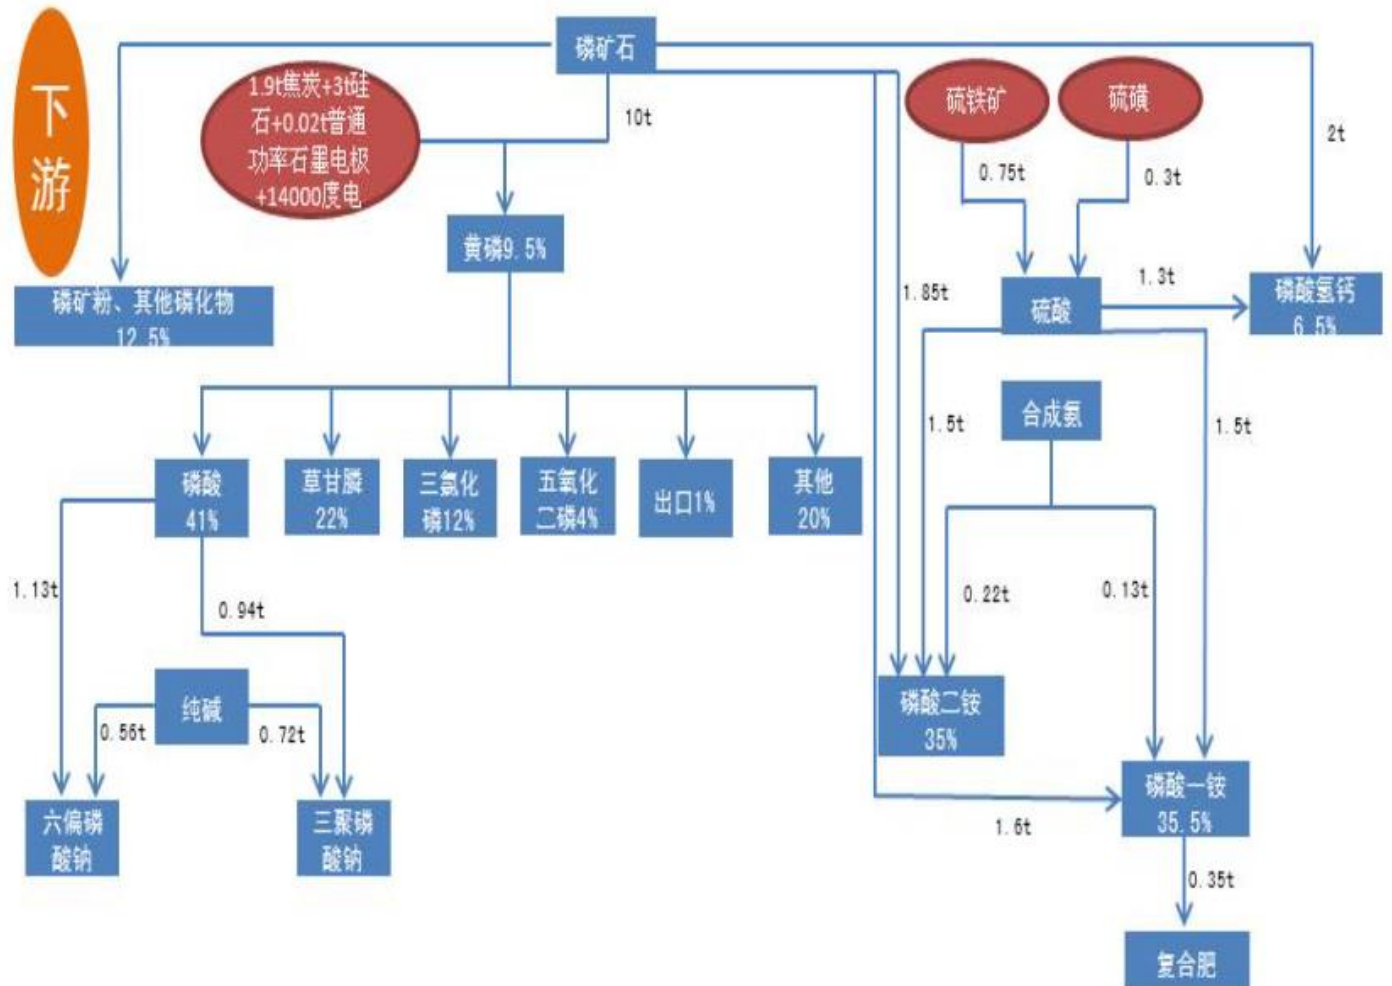 下
游
磷矿石
1.9t焦炭+3t硅
石+0.02t普通
功率石墨电极
+14000度电
10t
硫铁矿
硫磺
2t
0.75t
0.3t
黄磷9.5%
磷矿粉、其他磷化物
12.5%
1.85t
硫酸
1.3t
磷酸氢钙
6.5%
合成氨
1.5t
1.5t
磷酸
41%
草甘膦
22%
三氯化
磷12%
五氧化
二磷4%
出口1%
其他
20%
1.13t
0.94t
0.22t
0.13t
纯碱
0.56t
0.72t
磷酸二铵
35%
六偏磷
酸钠
三聚磷
酸钠
磷酸一铵
35.5%
1.6t
0.35t
复合肥